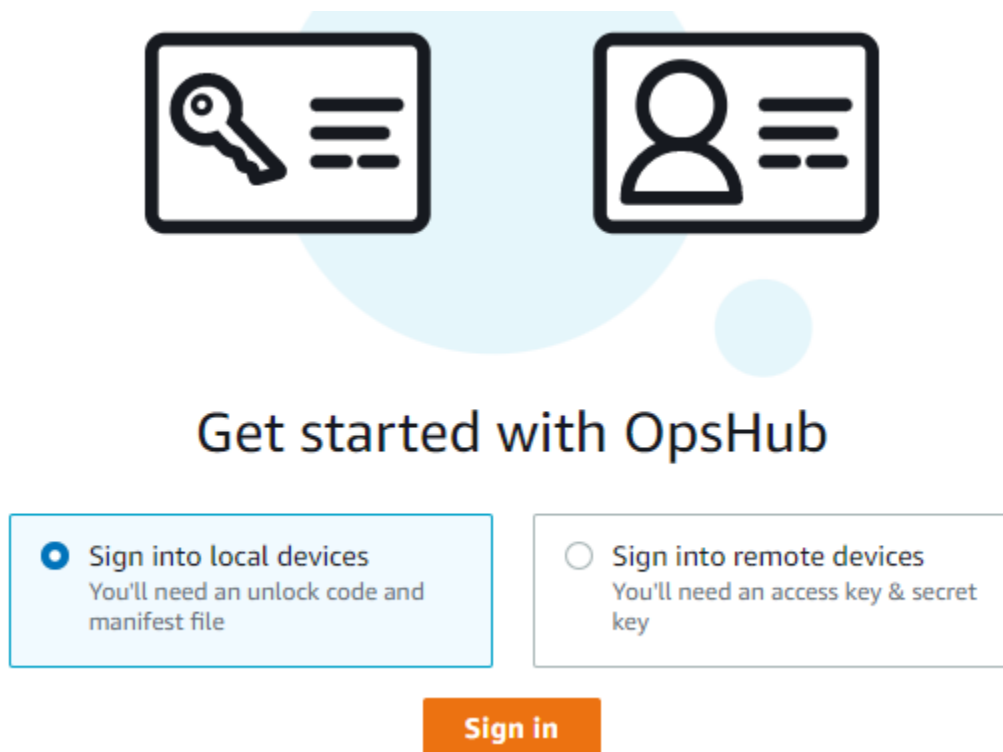 Get started with OpsHub
Sign into local devices
You'll need an unlock code and
manifest file
Sign into remote devices
You'll need an access key & secret
key
Sign in